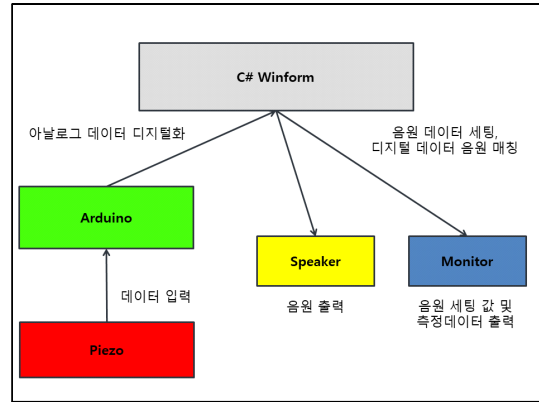 C# Winform
아날로그 데이터 디지털화
음원 데이터 세팅,
디지털 데이터 음원 매칭
Arduino
Speaker
Monitor
데이터 입력
음원 출력
음원 세팅 값 및
측정데이터 출력
Piezo